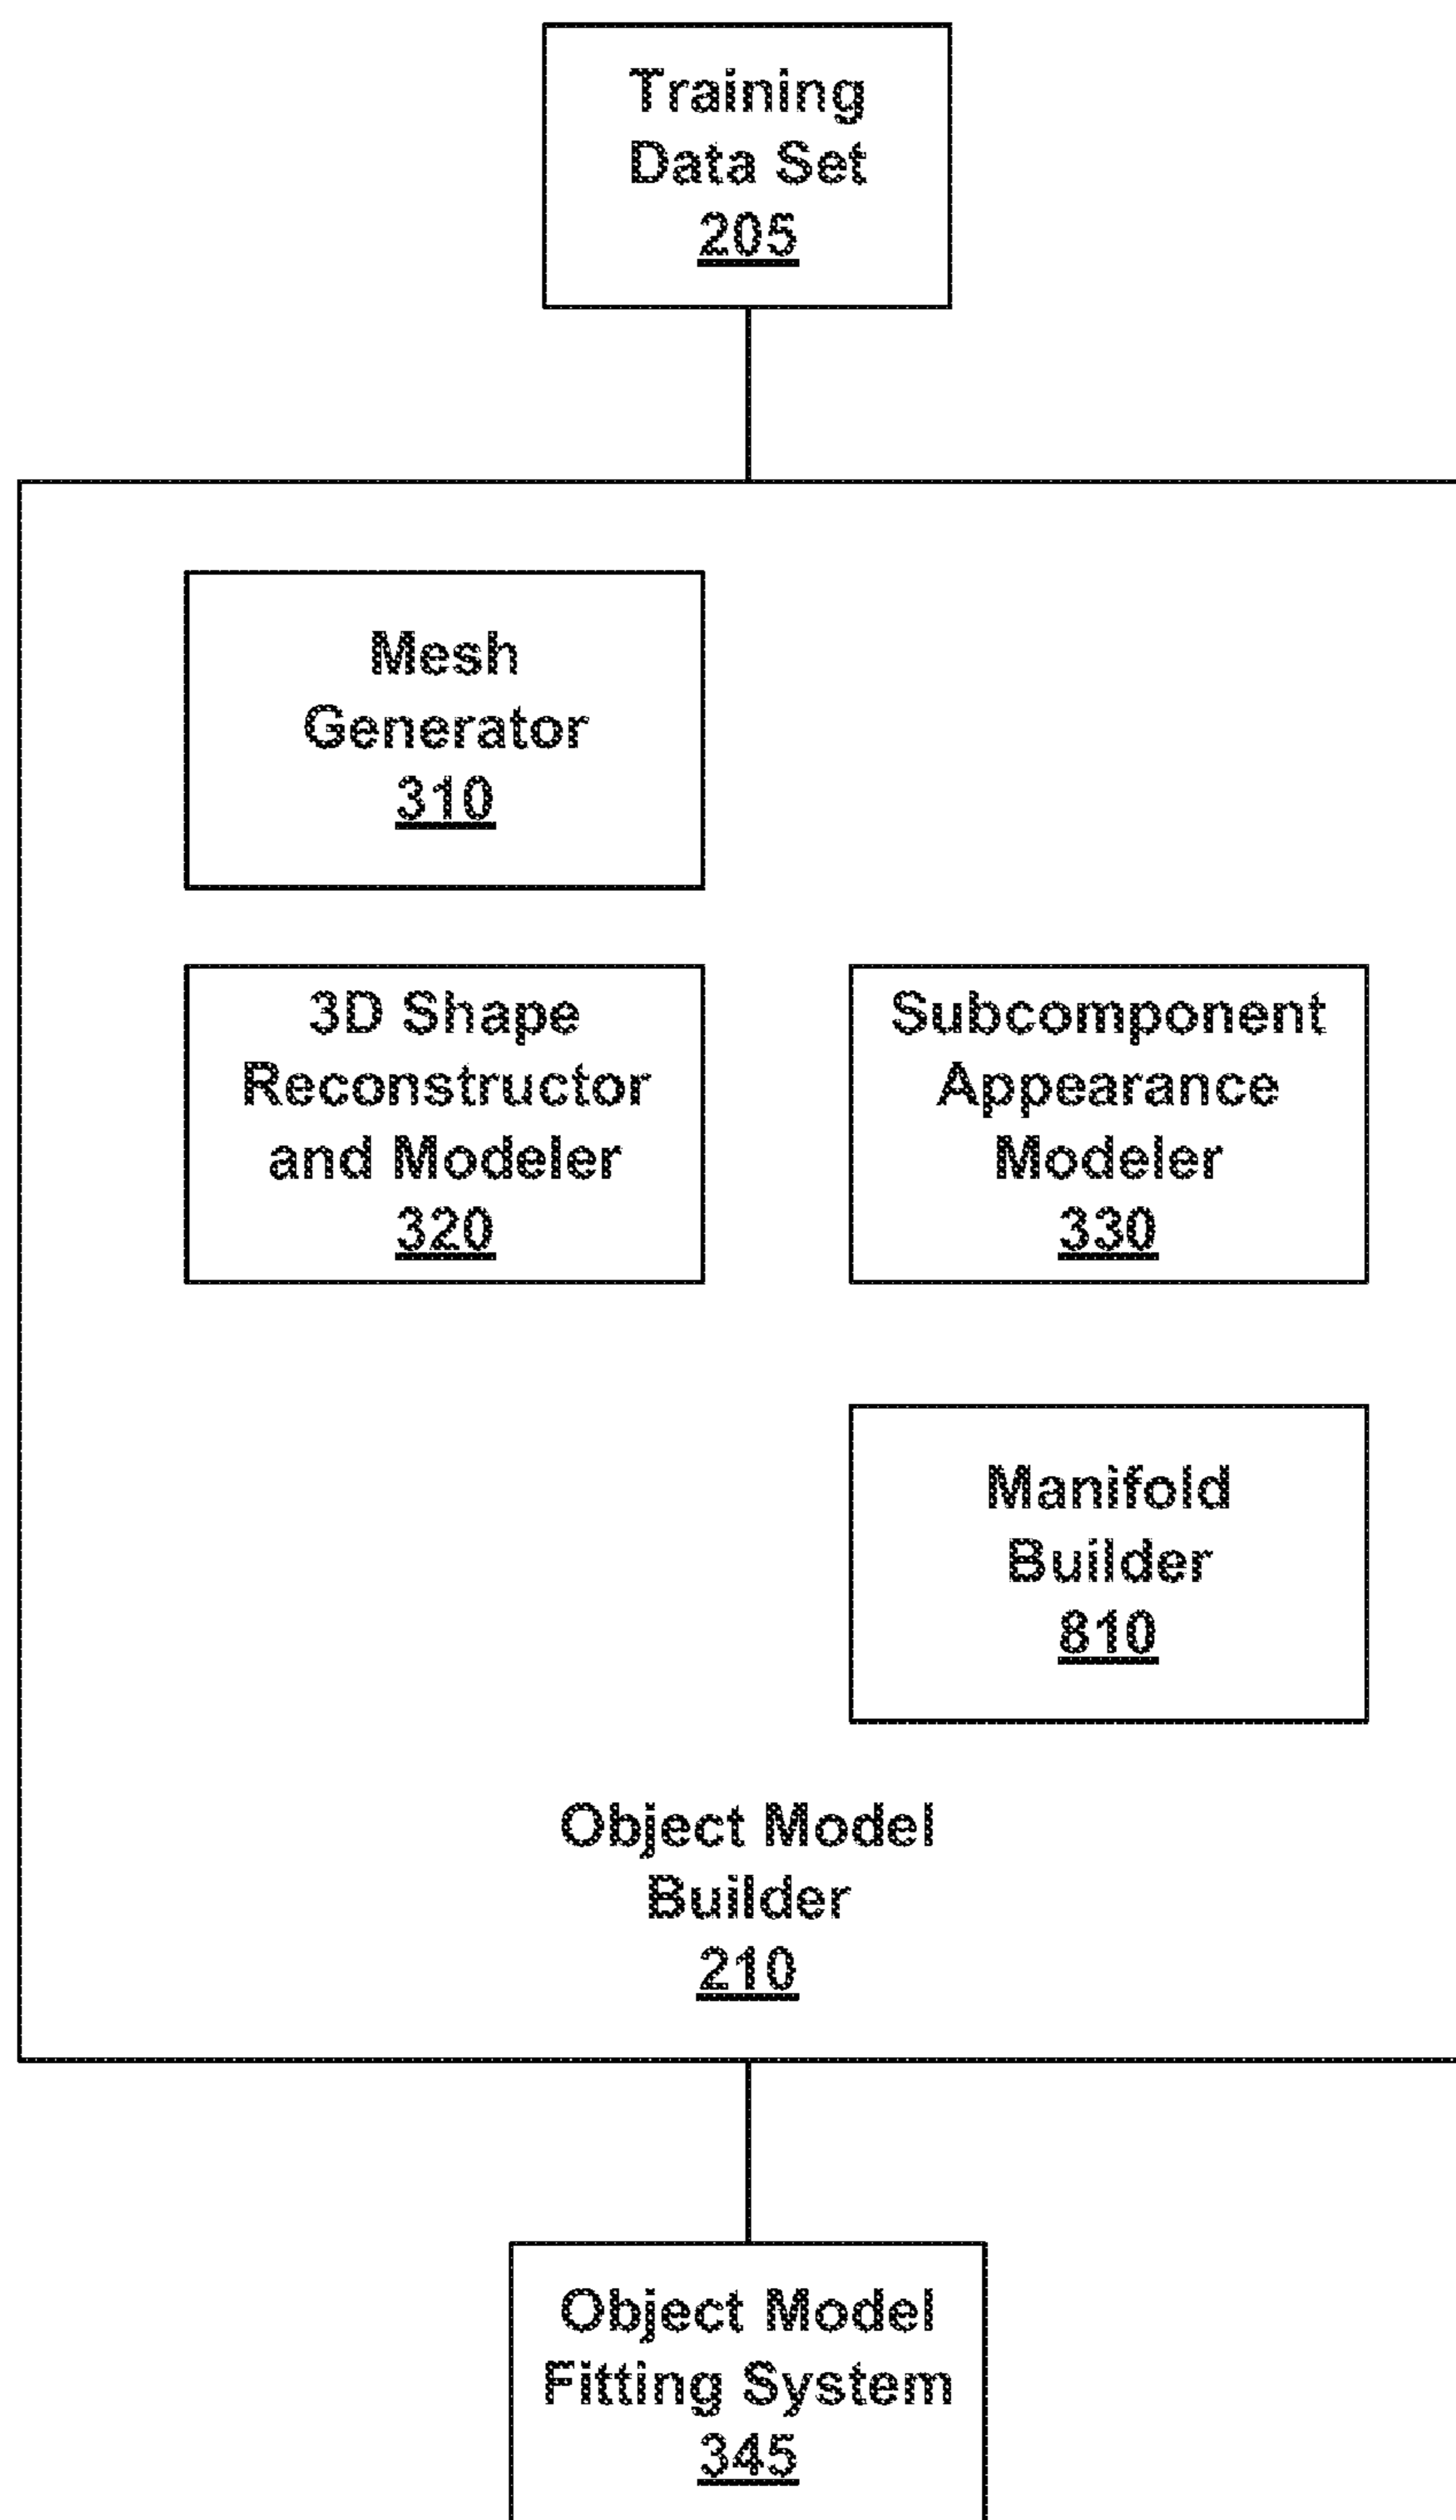 Training
Data Set
205
Mesh
Generator
310
3D Shape
Reconstructor
and Modeler
320
Subcomponent
Appearance
Modeler
330
Manifold
Builder
810
Object Model
Builder
210
Object Model
Fitting System
345